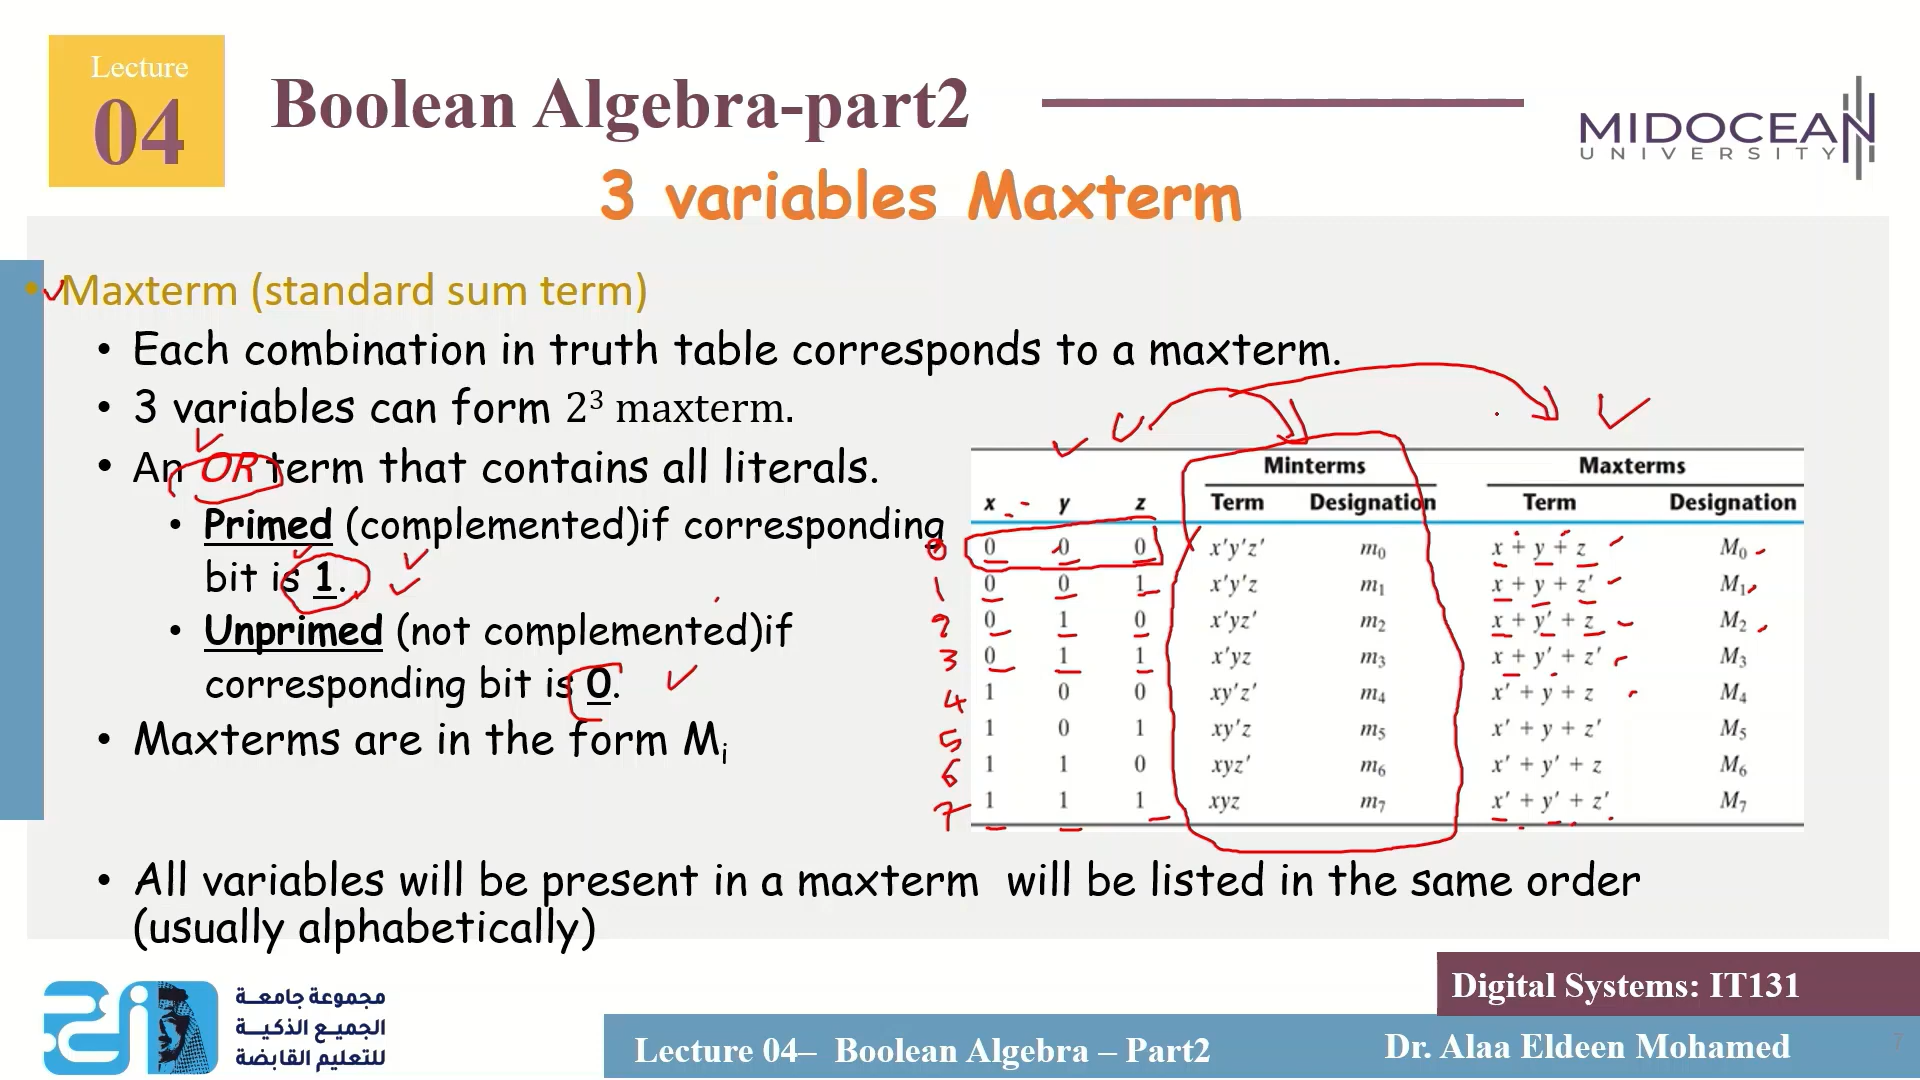 Lecture
04
Boolean Algebra-part2
MIDOCEAN
UNIVERSITY
3 variables Maxterm
• Maxterm (standard sum term)
• Each combination in truth table corresponds to a maxterm.
• 3 variables can form 2³ maxterm.
• An OR term that contains all literals.
• Primed (complemented)if corresponding
bit is 1.
• Unprimed (not complemented)if
corresponding bit is 0.
• Maxterms are in the form Mᵢ
Minterms Maxterms
x y z Term Designation Term Designation
0 0 0 0 x'y'z' m₀ x + y + z M₀
1 0 0 1 x'y'z m₁ x + y + z' M₁
2 0 1 0 x'yz' m₂ x + y' + z M₂
3 0 1 1 x'yz m₃ x + y' + z' M₃
4 1 0 0 xy'z' m₄ x' + y + z M₄
5 1 0 1 xy'z m₅ x' + y + z' M₅
6 1 1 0 xyz' m₆ x' + y' + z M₆
7 1 1 1 xyz m₇ x' + y' + z' M₇
• All variables will be present in a maxterm will be listed in the same order
(usually alphabetically)
مجموعة جامعة
الجميع الذكية
للتعليم القابضة
Digital Systems: IT131
Lecture 04– Boolean Algebra – Part2
Dr. Alaa Eldeen Mohamed
7